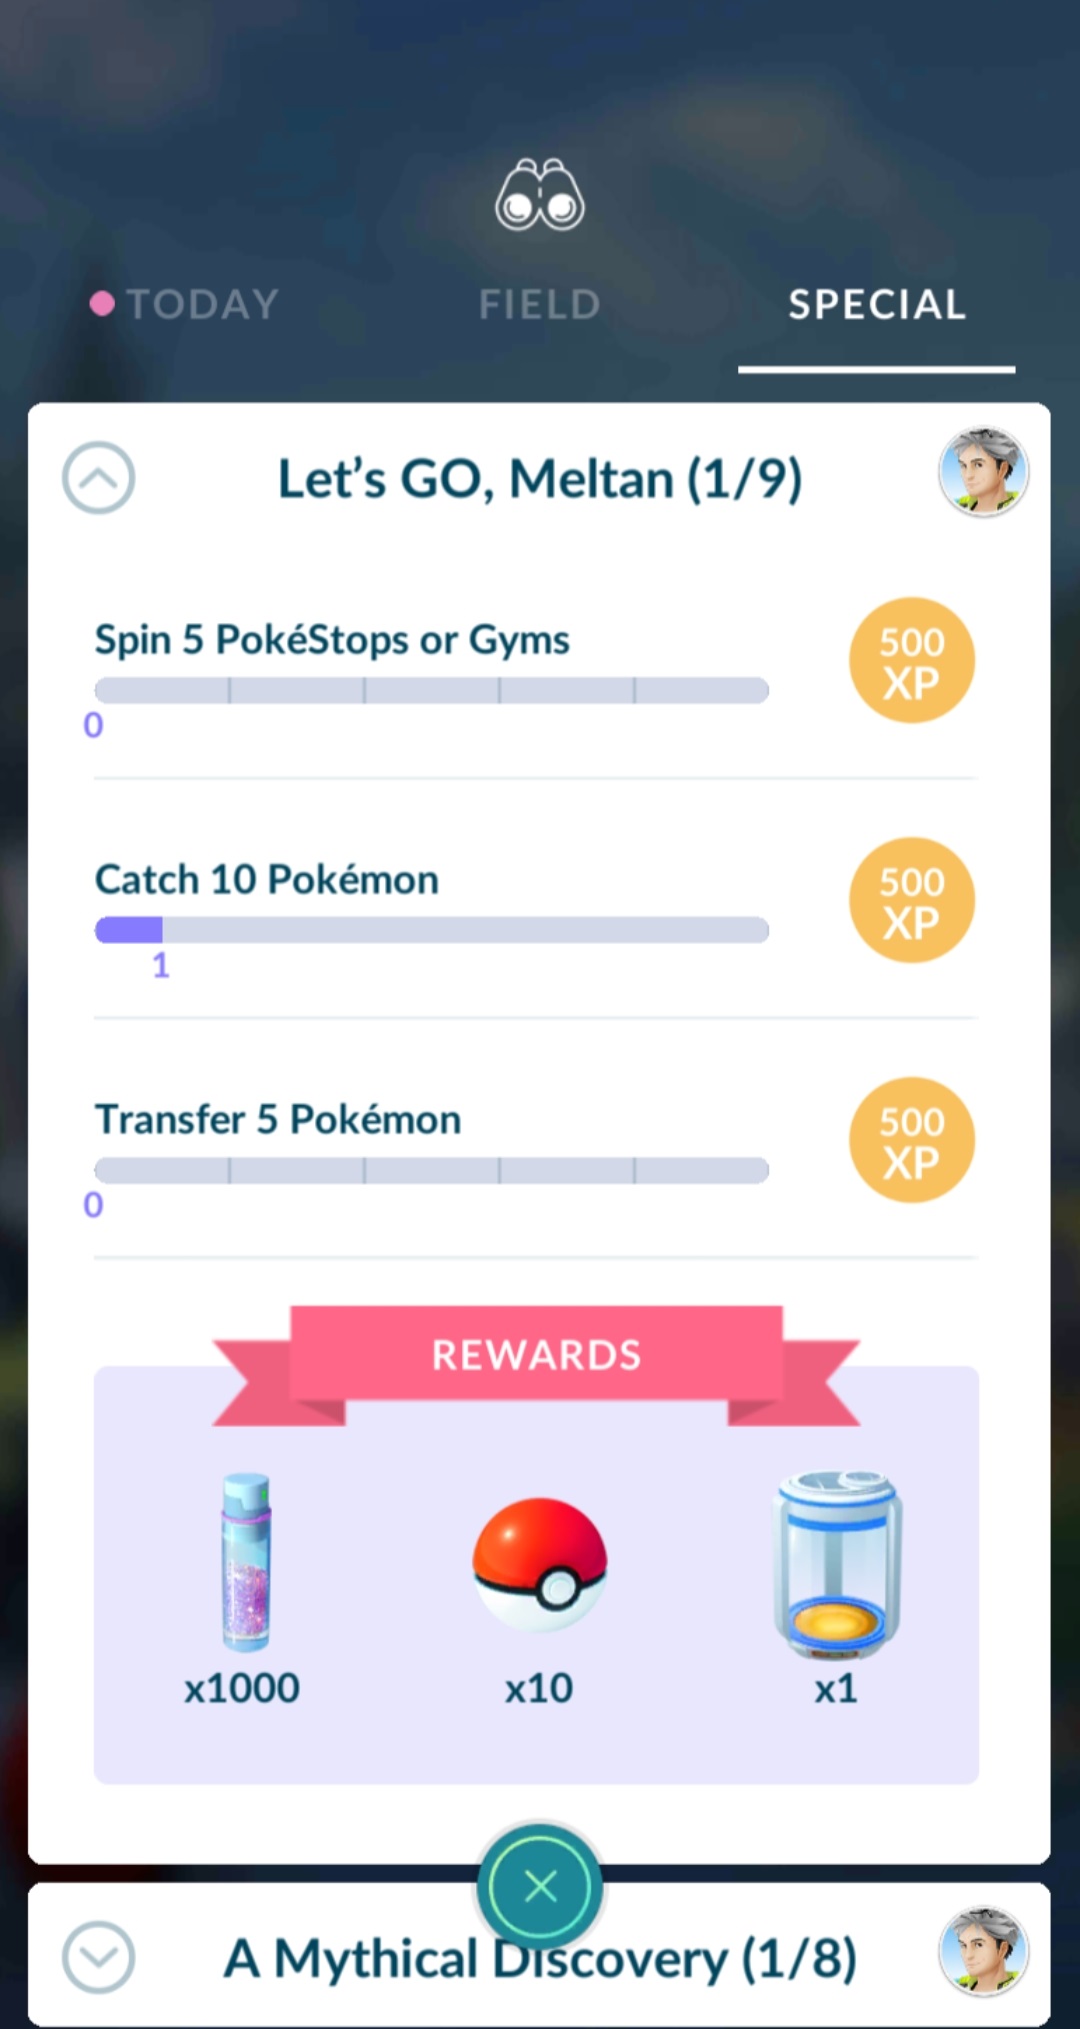 TODAY
FIELD
SPECIAL
Let's GO, Meltan (1/9)
Spin 5 PokéStops or Gyms
500
XP
0
Catch 10 Pokémon
500
XP
1
Transfer 5 Pokémon
500
XP
0
REWARDS
x1000
x10
x1
A Mythical Discovery (1/8)